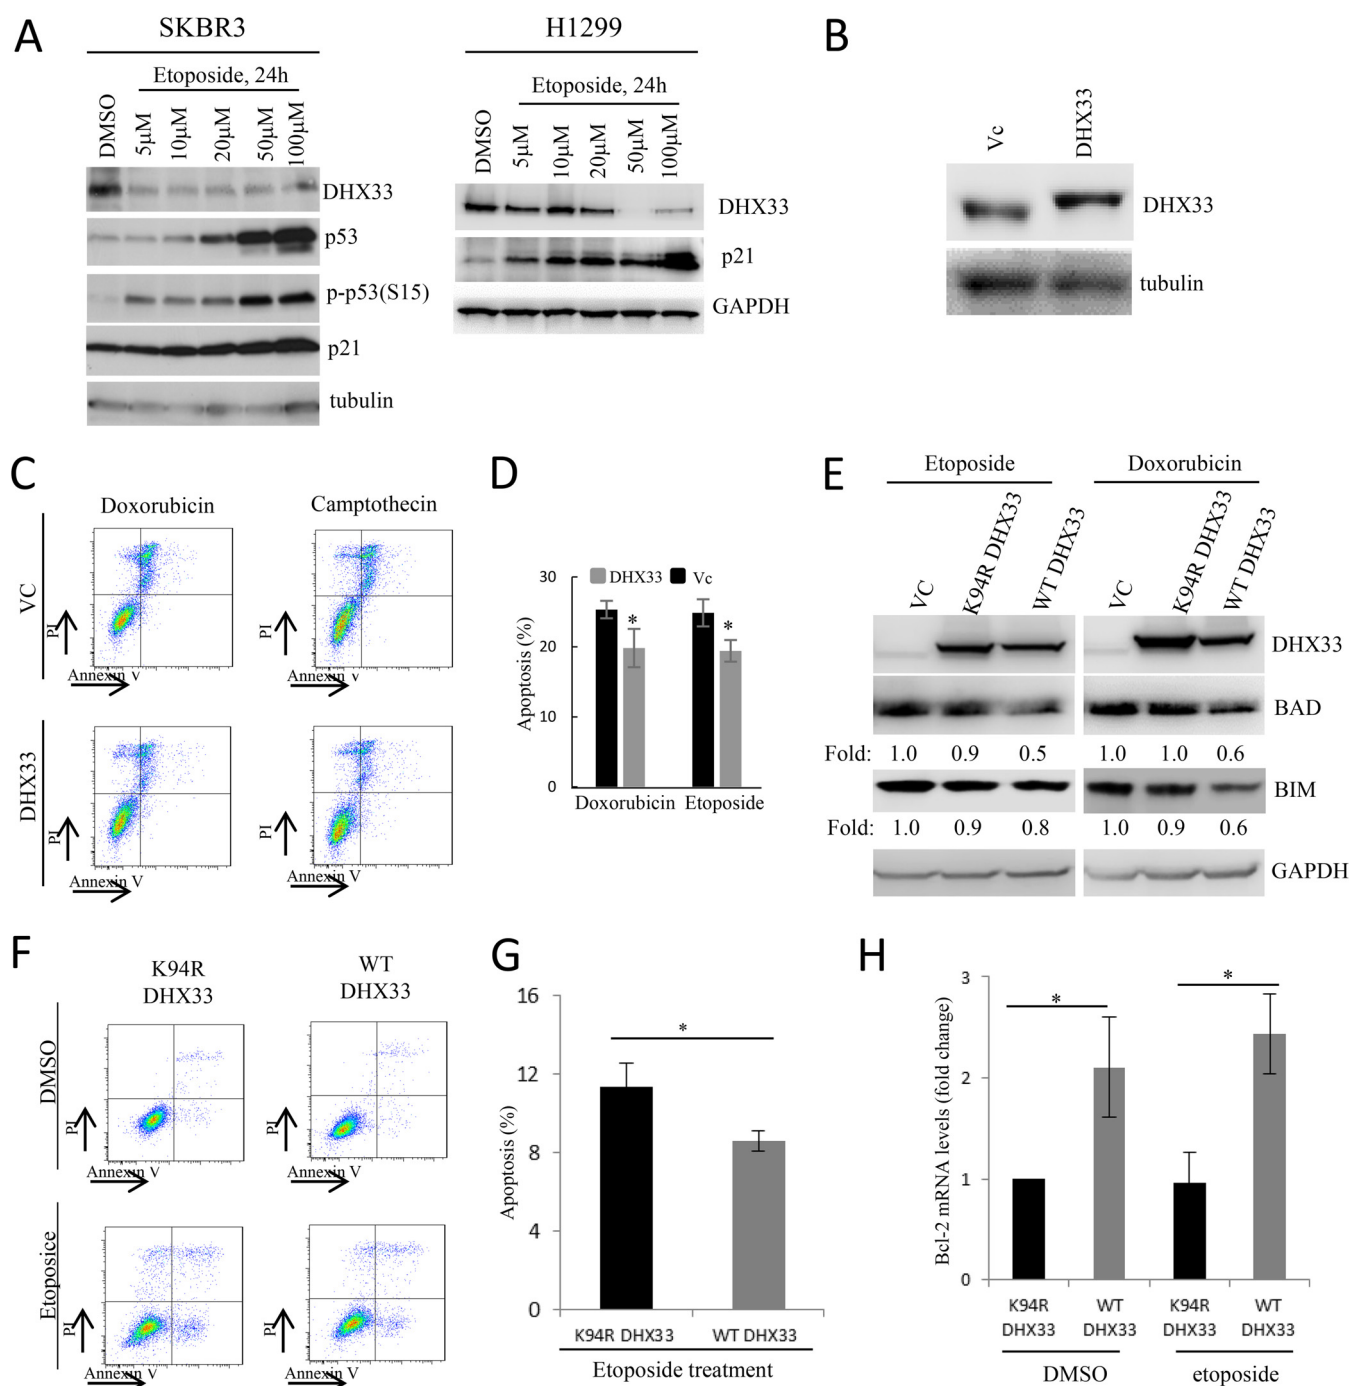 A
SKBR3
Etoposide, 24h
DMSO
5μM
10μM
20μM
50μM
100μM
DHX33
p53
p-p53(S15)
p21
tubulin
H1299
Etoposide, 24h
DMSO
5μM
10μM
20μM
50μM
100μM
DHX33
p21
GAPDH
B
Vc
DHX33
DHX33
tubulin
C
Doxorubicin
Camptothecin
VC
PI
Annexin V
PI
Annexin V
DHX33
PI
Annexin V
PI
Annexin V
D
DHX33
Vc
Apoptosis (%)
30
20
10
0
*
*
Doxorubicin
Etoposide
E
Etoposide
Doxorubicin
VC
K94R DHX33
WT DHX33
VC
K94R DHX33
WT DHX33
DHX33
BAD
Fold: 1.0 0.9 0.5 1.0 1.0 0.6
BIM
Fold: 1.0 0.9 0.8 1.0 0.9 0.6
GAPDH
F
K94R
DHX33
WT
DHX33
DMSO
PI
Annexin V
PI
Annexin V
Etoposice
PI
Annexin V
PI
Annexin V
G
Apoptosis (%)
16
12
8
4
0
*
K94R DHX33
WT DHX33
Etoposide treatment
H
Bcl-2 mRNA levels (fold change)
3
2
1
0
*
*
K94R
DHX33
WT
DHX33
K94R
DHX33
WT
DHX33
DMSO
etoposide